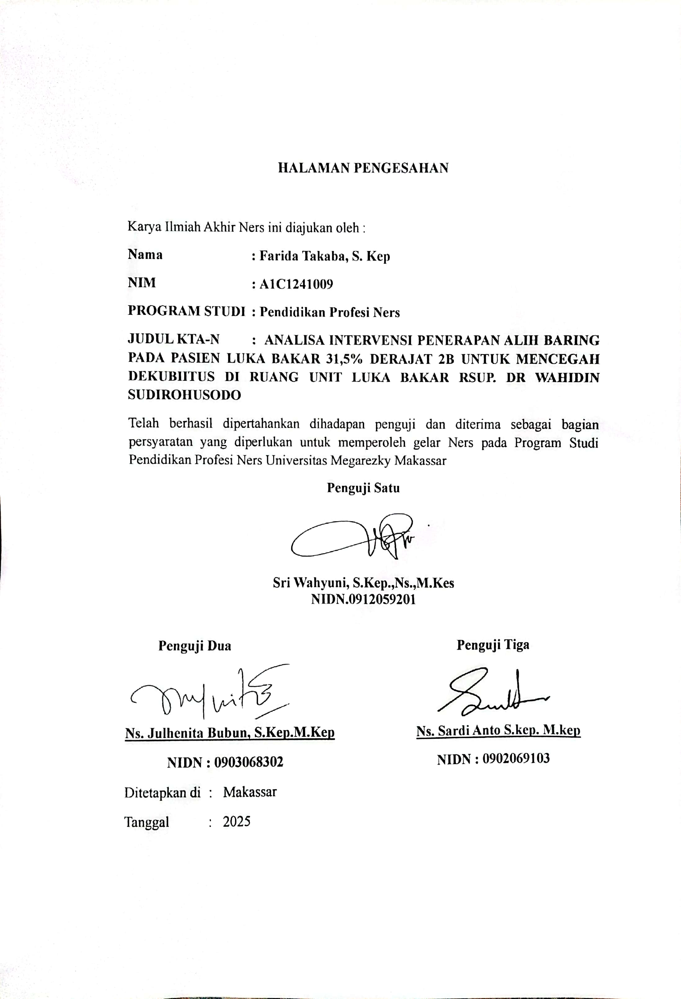 HALAMAN PENGESAHAN
Karya Ilmiah Akhir Ners ini diajukan oleh :
Nama : Farida Takaba, S. Kep
NIM : A1C1241009
PROGRAM STUDI : Pendidikan Profesi Ners
JUDUL KTA-N : ANALISA INTERVENSI PENERAPAN ALIH BARING
PADA PASIEN LUKA BAKAR 31,5% DERAJAT 2B UNTUK MENCEGAH
DEKUBIITUS DI RUANG UNIT LUKA BAKAR RSUP. DR WAHIDIN
SUDIROHUSODO
Telah berhasil dipertahankan dihadapan penguji dan diterima sebagai bagian
persyaratan yang diperlukan untuk memperoleh gelar Ners pada Program Studi
Pendidikan Profesi Ners Universitas Megarezky Makassar
Penguji Satu
Sri Wahyuni, S.Kep.,Ns.,M.Kes
NIDN.0912059201
Penguji Dua Penguji Tiga
Ns. Julhenita Bubun, S.Kep.M.Kep Ns. Sardi Anto S.kep. M.kep
NIDN : 0903068302 NIDN : 0902069103
Ditetapkan di : Makassar
Tanggal : 2025